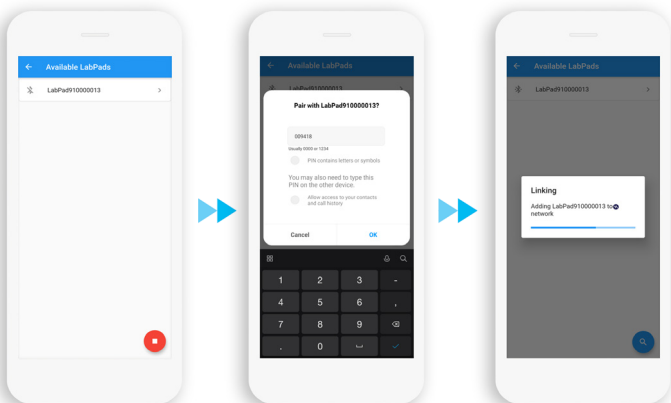 Available LabPads
LabPad910000013
Available LabPads
LabPad910000013
Pair with LabPad910000013?
009418
Usually 0000 or 1234
PIN contains letters or symbols
You may also need to type this
PIN on the other device.
Allow access to your contacts
and call history
Cancel OK
1 2 3 -
4 5 6 ,
7 8 9
. 0
Available LabPads
LabPad910000013
Linking
Adding LabPad910000013 to
network